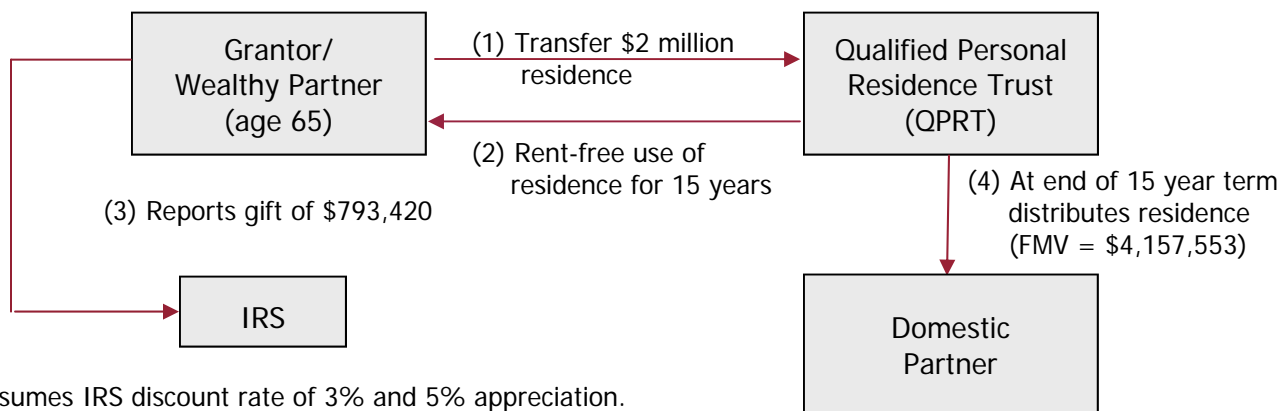 Grantor/
Wealthy Partner
(age 65)
(1) Transfer $2 million
residence
Qualified Personal
Residence Trust
(QPRT)
(2) Rent-free use of
residence for 15 years
(3) Reports gift of $793,420
(4) At end of 15 year term
distributes residence
(FMV = $4,157,553)
IRS
Domestic
Partner
sumes IRS discount rate of 3% and 5% appreciation.